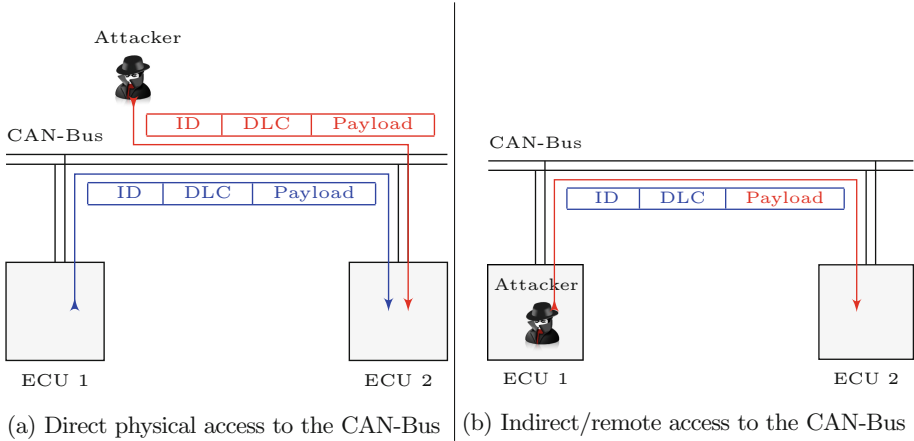 Attacker
ID DLC Payload
CAN-Bus
ID DLC Payload
ECU 1
ECU 2
(a) Direct physical access to the CAN-Bus
CAN-Bus
ID DLC Payload
Attacker
ECU 1
ECU 2
(b) Indirect/remote access to the CAN-Bus